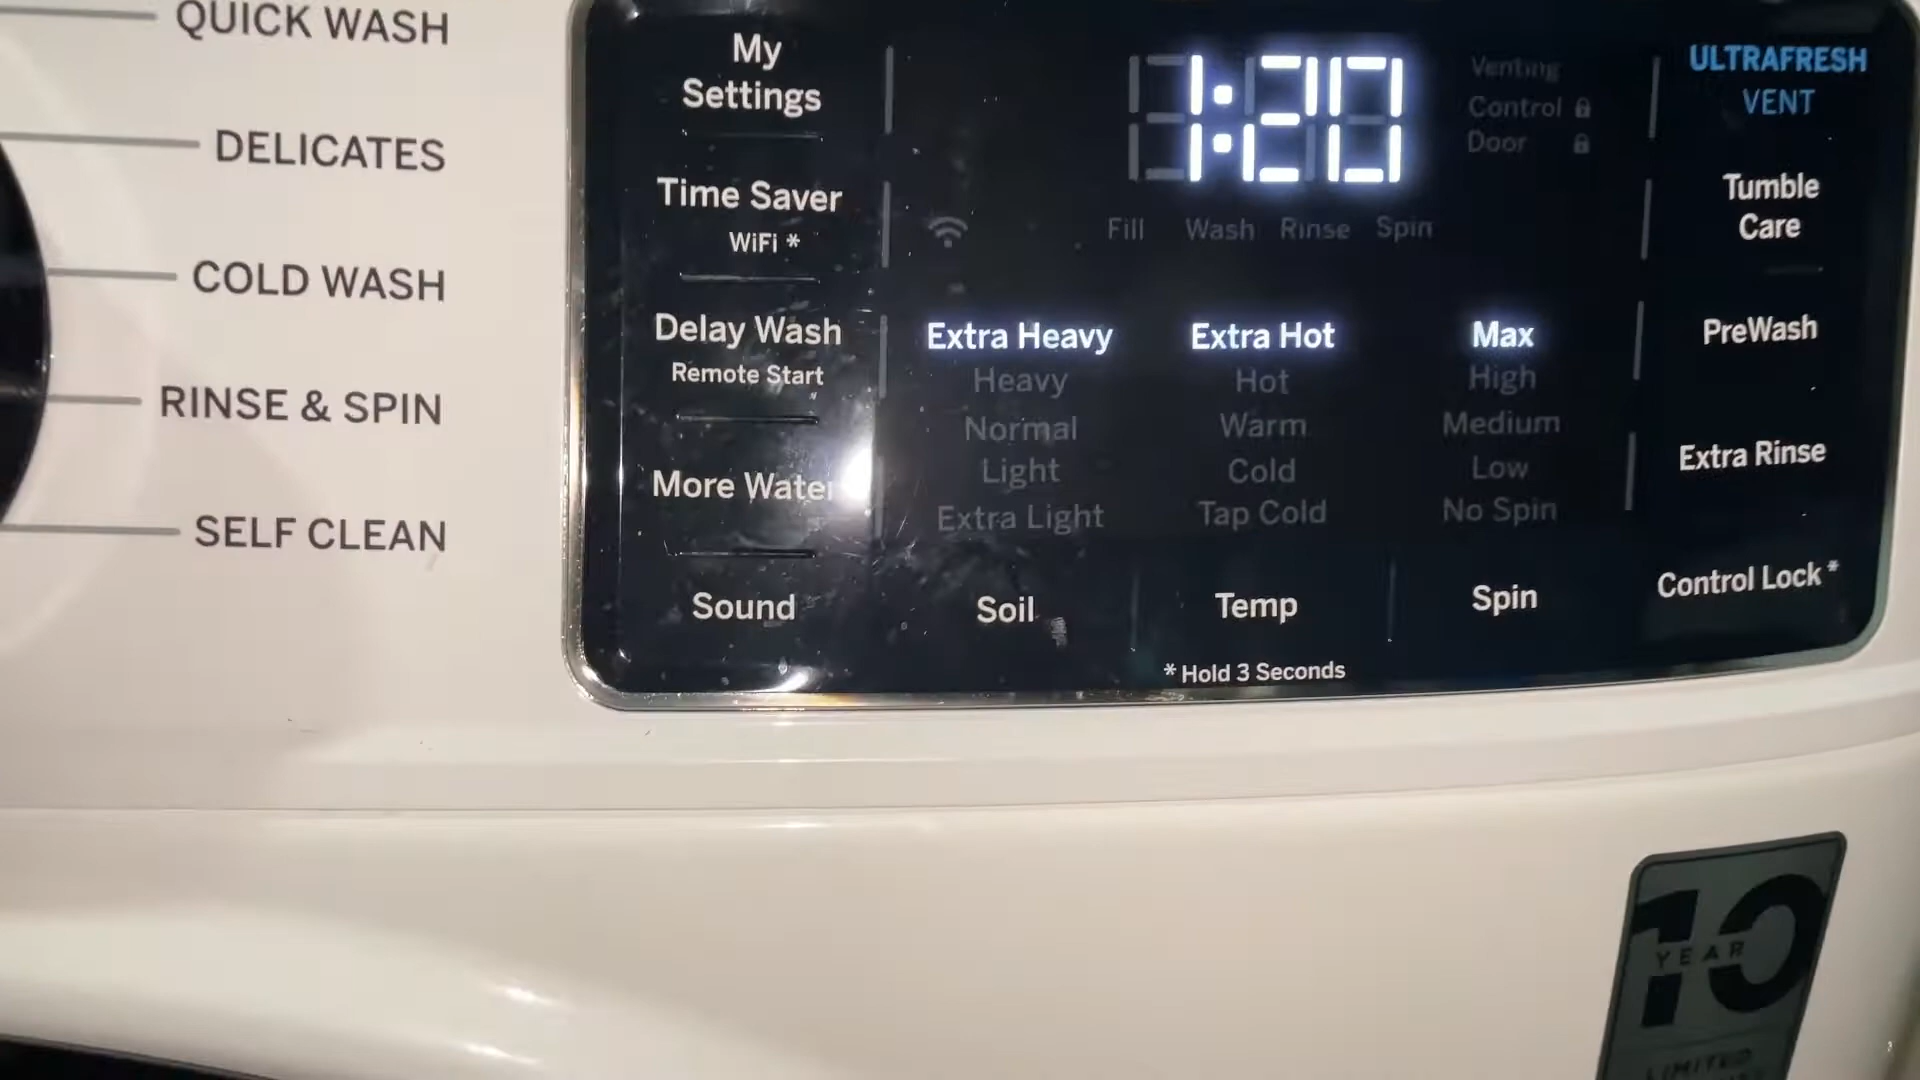 QUICK WASH
DELICATES
COLD WASH
RINSE & SPIN
SELF CLEAN
My
Settings
Time Saver
WiFi *
Delay Wash
Remote Start
More Water
Sound
1:20
Venting
Control
Door
Fill Wash Rinse Spin
Extra Heavy
Heavy
Normal
Light
Extra Light
Soil
Extra Hot
Hot
Warm
Cold
Tap Cold
Temp
Max
High
Medium
Low
No Spin
Spin
* Hold 3 Seconds
ULTRAFRESH
VENT
Tumble
Care
PreWash
Extra Rinse
Control Lock *
10
YEAR
LIMITED